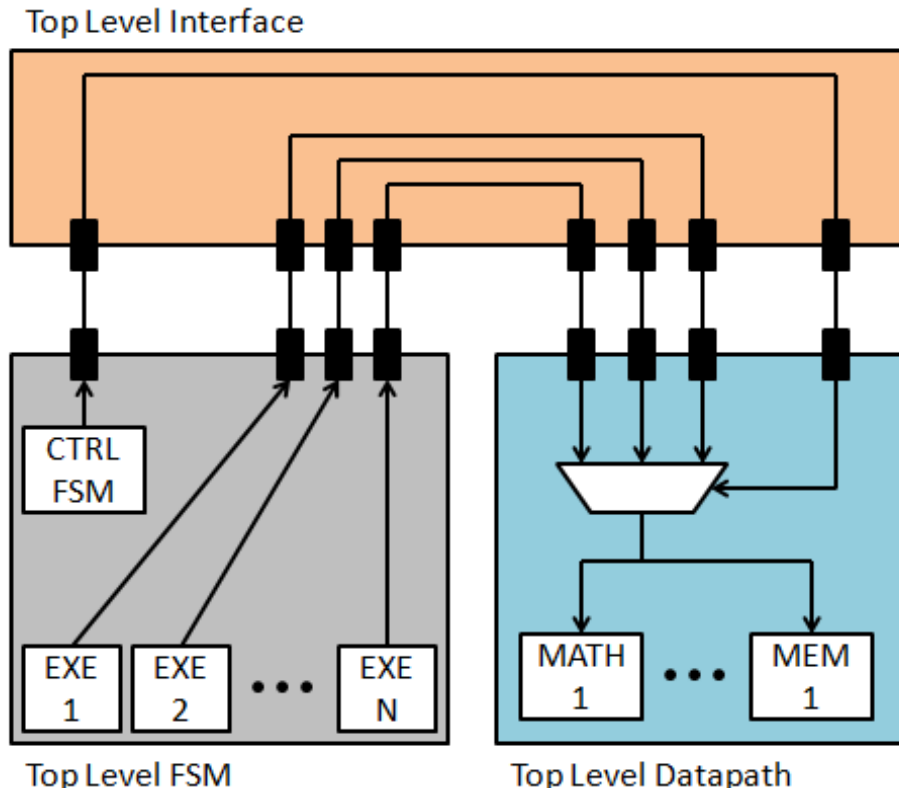 Top Level Interface
CTRL
FSM
EXE
1
EXE
2
EXE
N
MATH
1
MEM
1
Top Level FSM
Top Level Datapath